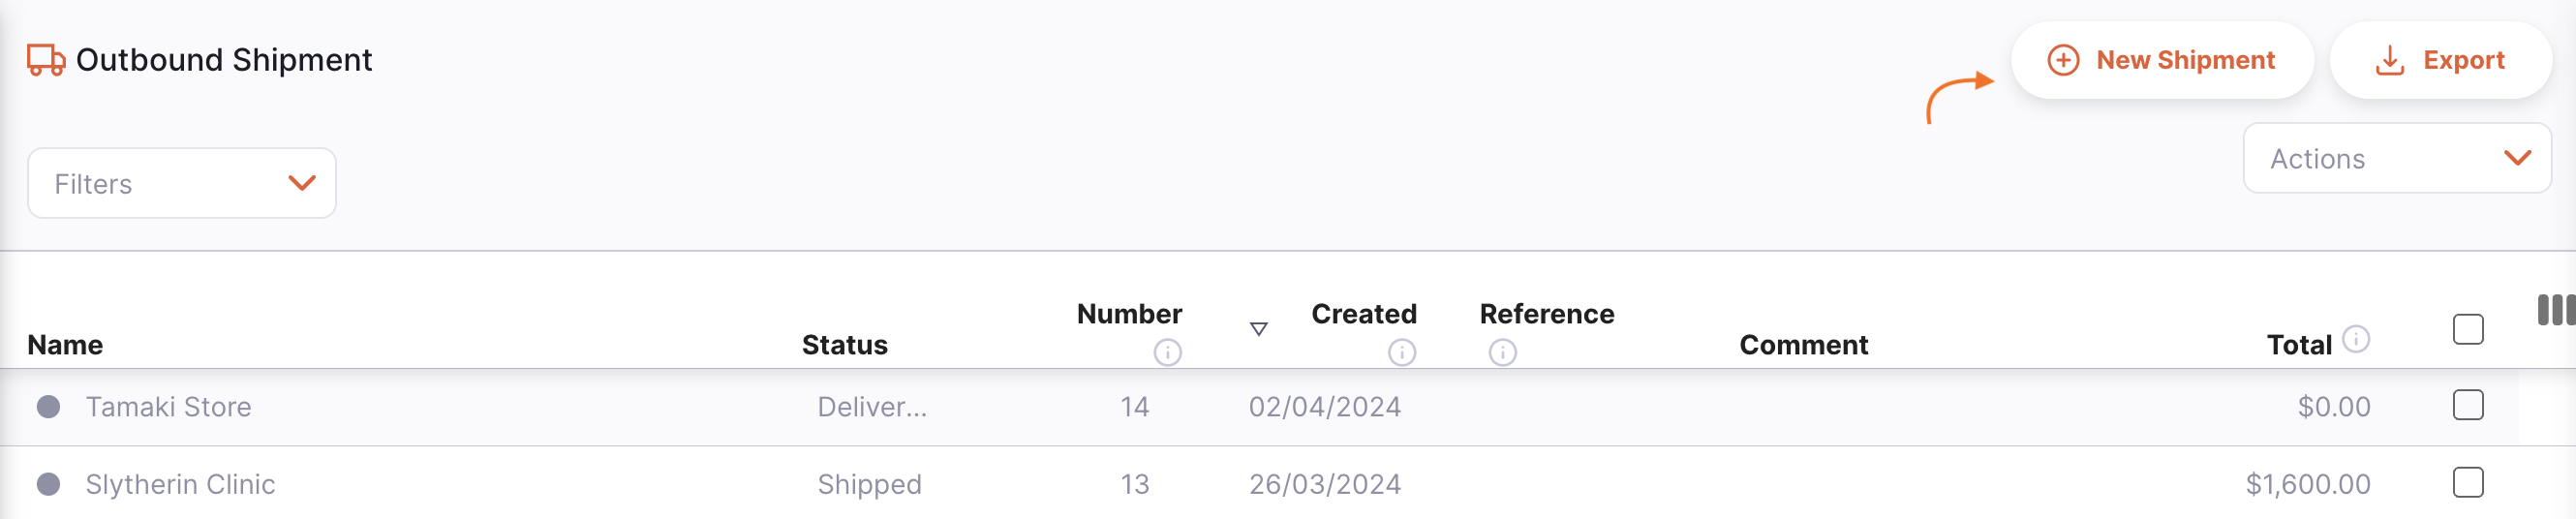 Outbound Shipment
New Shipment
Export
Filters
Actions
Name Status Number Created Reference Comment Total
Tamaki Store Deliver... 14 02/04/2024 $0.00
Slytherin Clinic Shipped 13 26/03/2024 $1,600.00